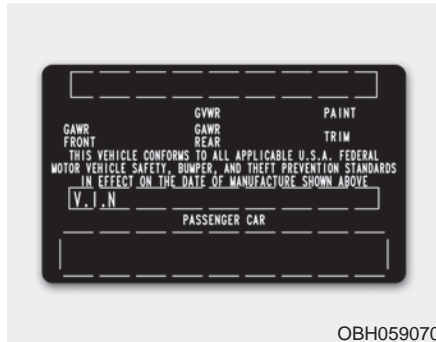 GVWR PAINT
GAWR FRONT GAWR REAR TRIM
THIS VEHICLE CONFORMS TO ALL APPLICABLE U.S.A. FEDERAL
MOTOR VEHICLE SAFETY, BUMPER, AND THEFT PREVENTION STANDARDS
IN EFFECT ON THE DATE OF MANUFACTURE SHOWN ABOVE
V.I.N
PASSENGER CAR
OBH059070